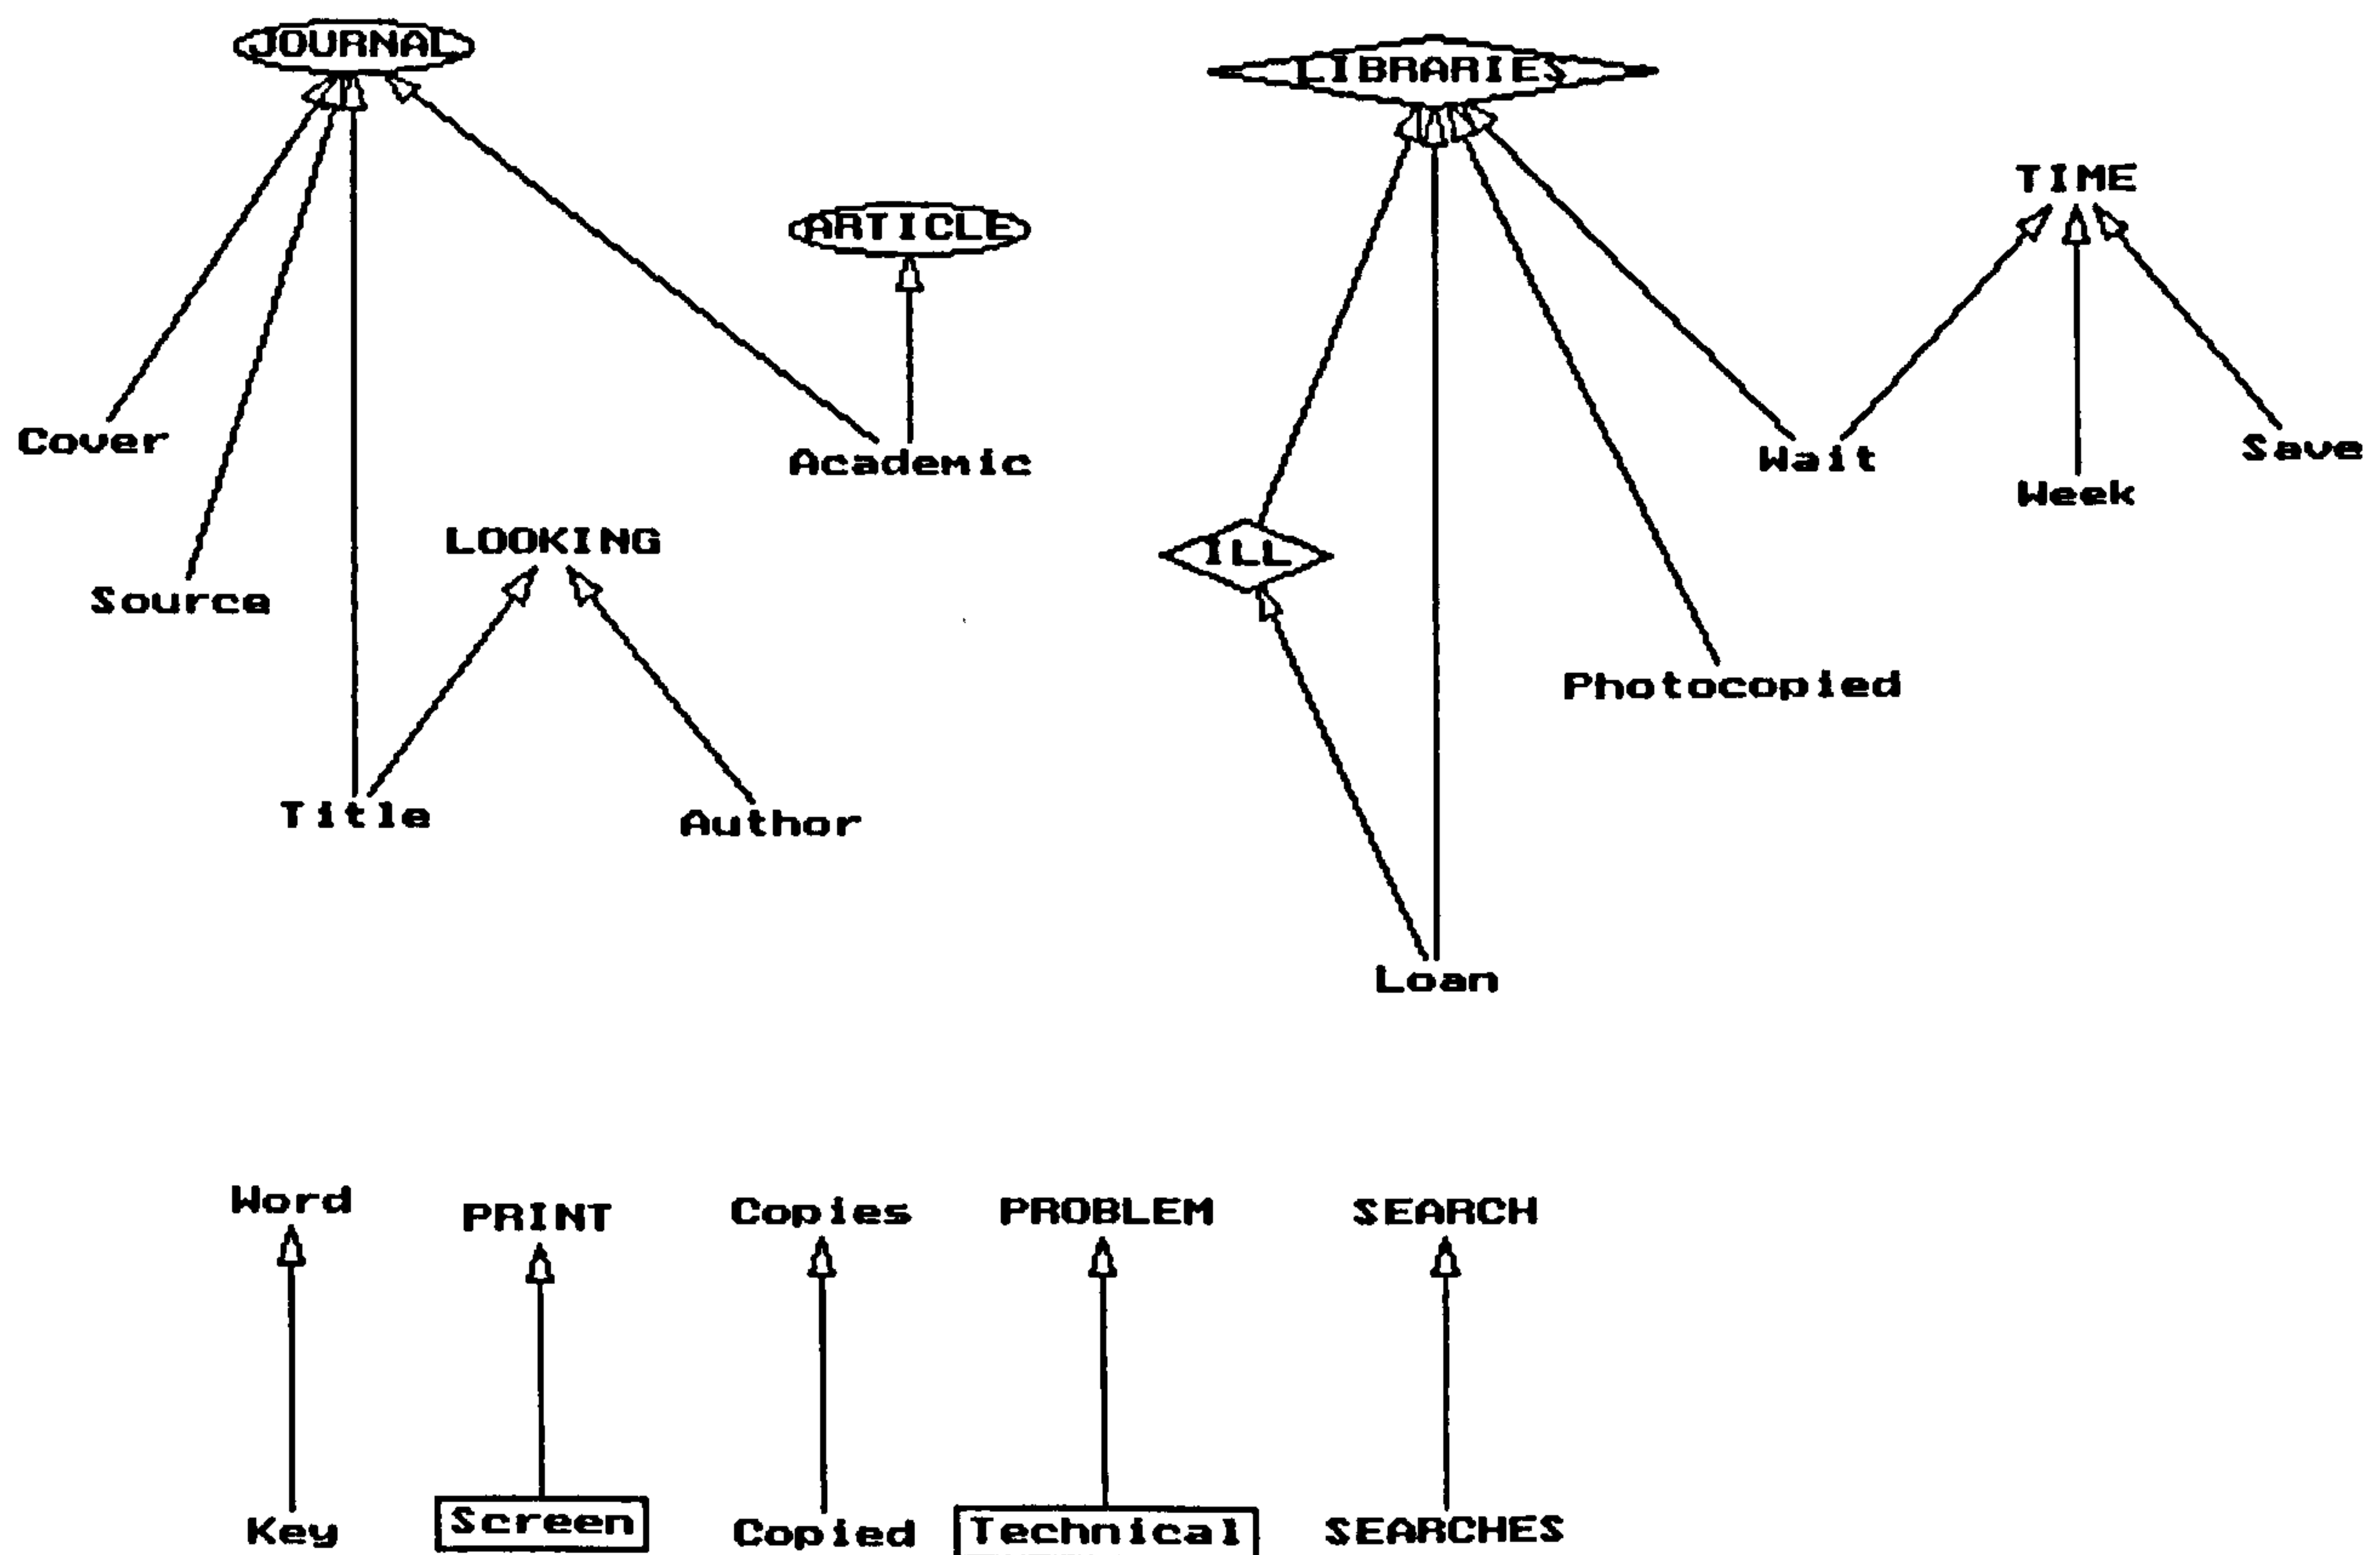 JOURNAL
LIBRARIES
TIME
ARTICLE
Cover
Academic
Wait
Save
Week
LOOKING
ILL
Source
Photocopied
Title
Author
Loan
Word
PRINT
Copies
PROBLEM
SEARCH
Key
Screen
Copied
Technical
SEARCHES